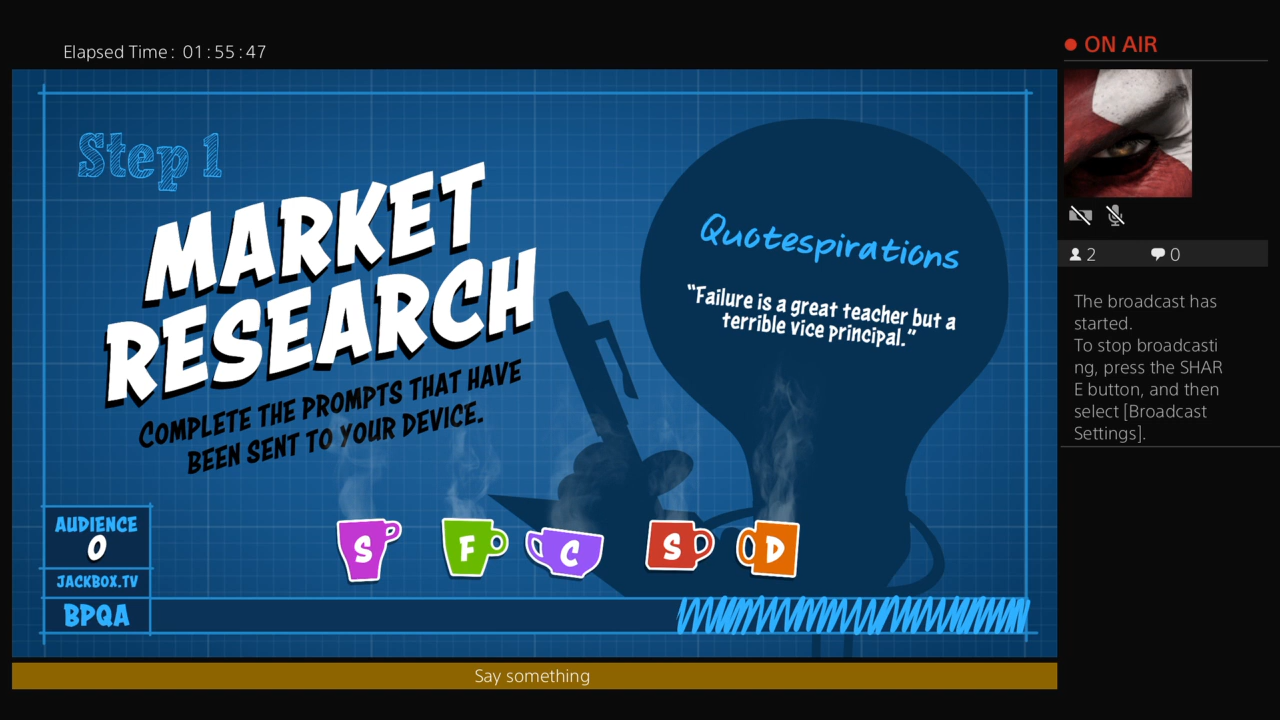 Elapsed Time: 01:55:47
ON AIR
Step 1
MARKET
RESEARCH
COMPLETE THE PROMPTS THAT HAVE
BEEN SENT TO YOUR DEVICE.
Quotespirations
"Failure is a great teacher but a
terrible vice principal."
2
0
The broadcast has
started.
To stop broadcasti
ng, press the SHAR
E button, and then
select [Broadcast
Settings].
AUDIENCE
0
JACKBOX.TV
BPQA
S
F
C
S
D
Say something